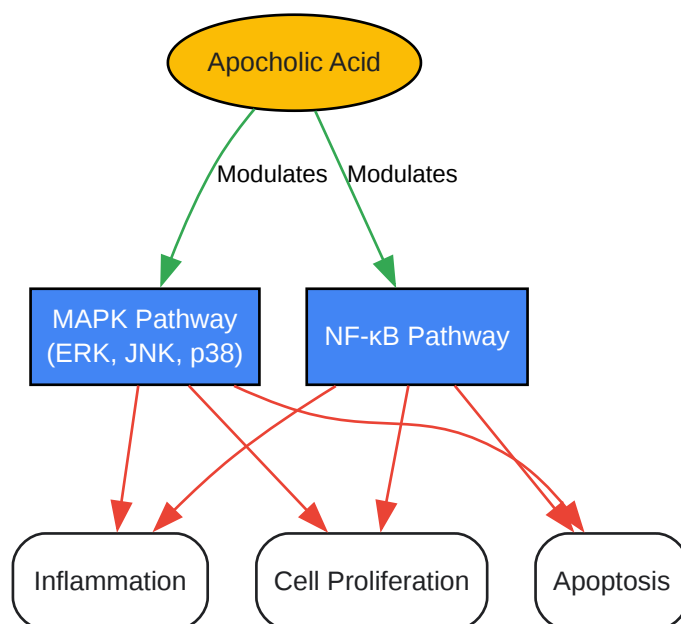 Apocholic Acid
Modulates
Modulates
MAPK Pathway
(ERK, JNK, p38)
NF-κB Pathway
Inflammation
Cell Proliferation
Apoptosis